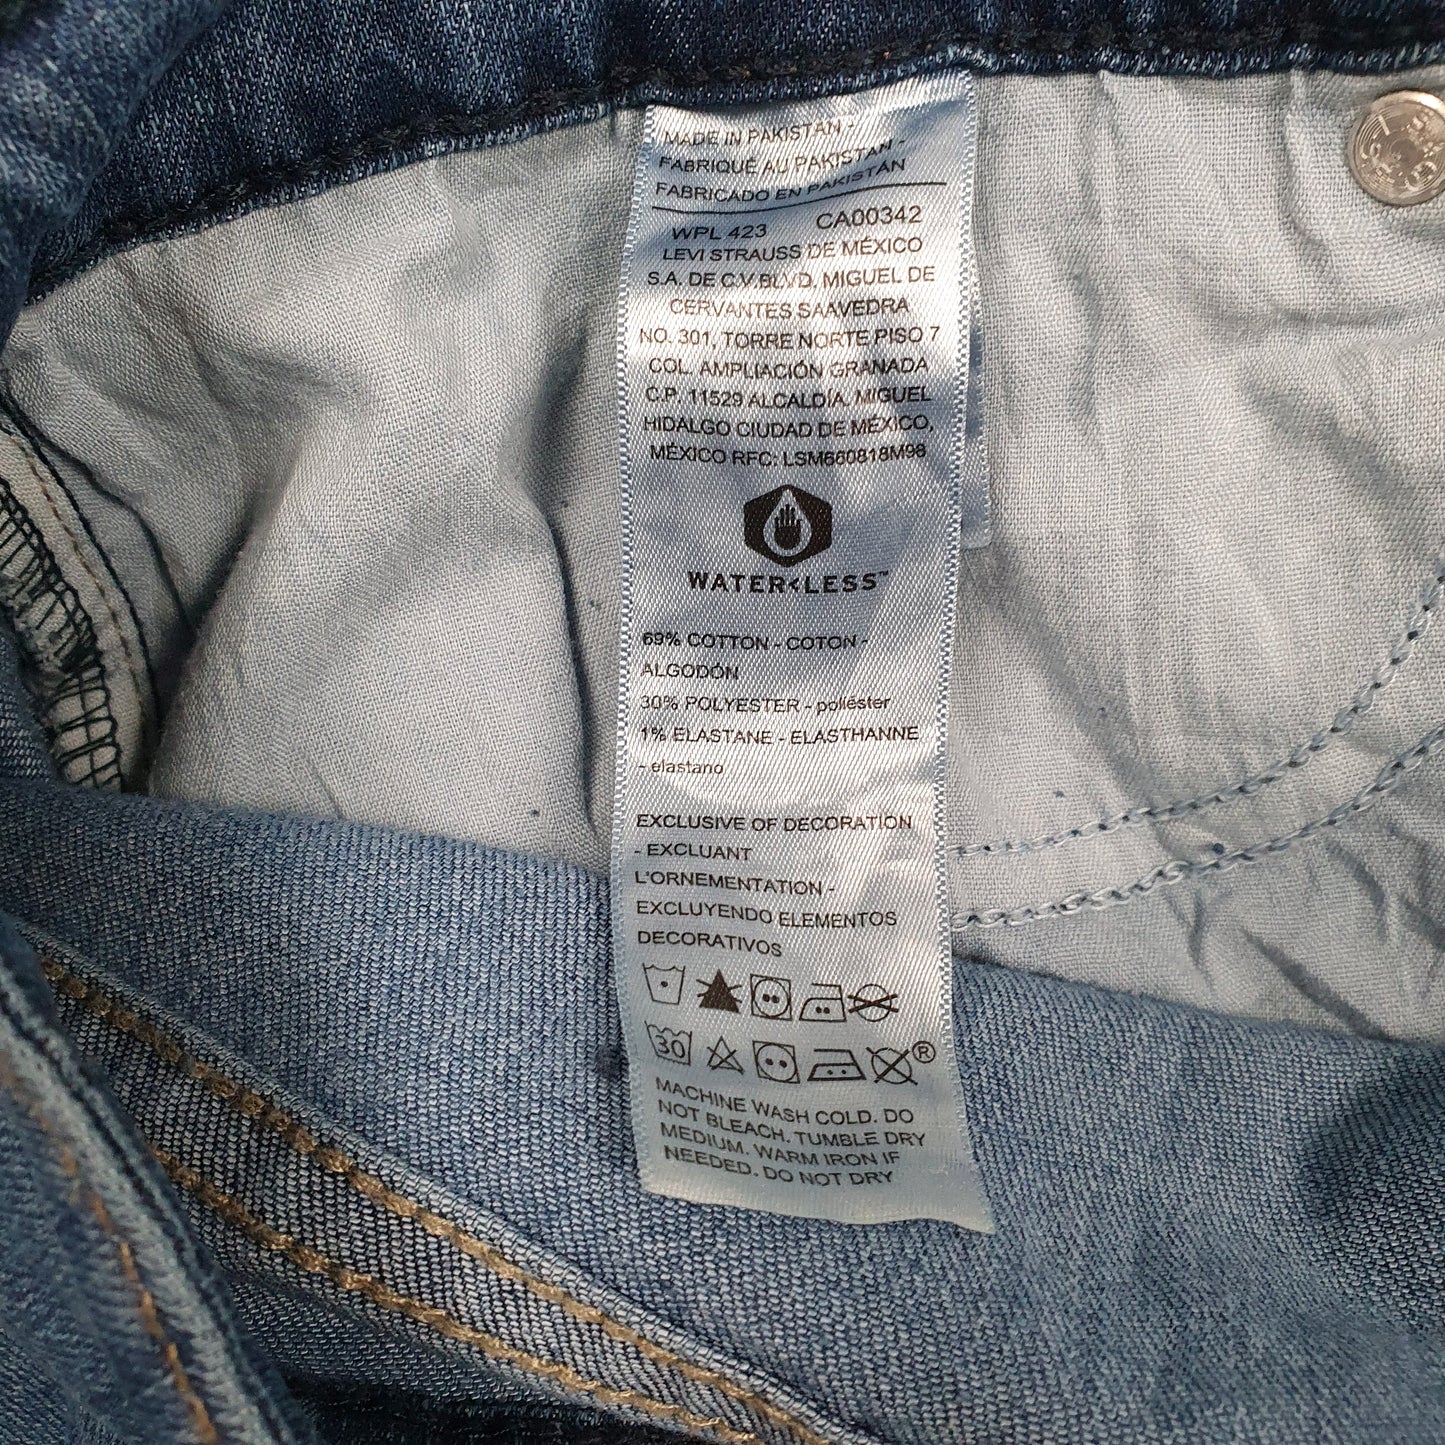 MADE IN PAKISTAN -
FABRIQUÉ AU PAKISTAN -
FABRICADO EN PAKISTÁN
WPL 423 CA00342
LEVI STRAUSS DE MÉXICO
S.A. DE C.V.BLVD. MIGUEL DE
CERVANTES SAAVEDRA
NO. 301, TORRE NORTE PISO 7
COL. AMPLIACIÓN GRANADA
C.P. 11529 ALCALDÍA. MIGUEL
HIDALGO CIUDAD DE MÉXICO,
MÉXICO RFC: LSM660818M98
WATER<LESS™
69% COTTON - COTON -
ALGODÓN
30% POLYESTER - poliéster
1% ELASTANE - ELASTHANNE
- elastano
EXCLUSIVE OF DECORATION
- EXCLUANT
L'ORNEMENTATION -
EXCLUYENDO ELEMENTOS
DECORATIVOS
30 ®
MACHINE WASH COLD. DO
NOT BLEACH. TUMBLE DRY
MEDIUM. WARM IRON IF
NEEDED. DO NOT DRY